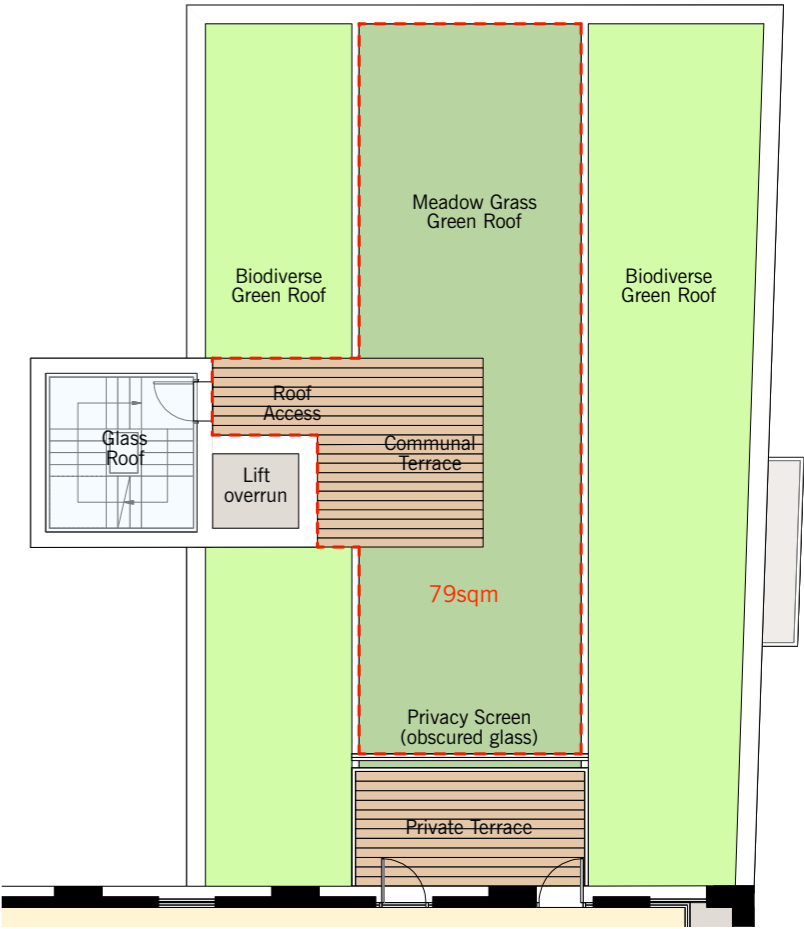 Meadow Grass
Green Roof
Biodiverse
Green Roof
Biodiverse
Green Roof
Roof
Access
Glass
Roof
Communal
Terrace
Lift
overrun
79sqm
Privacy Screen
(obscured glass)
Private Terrace